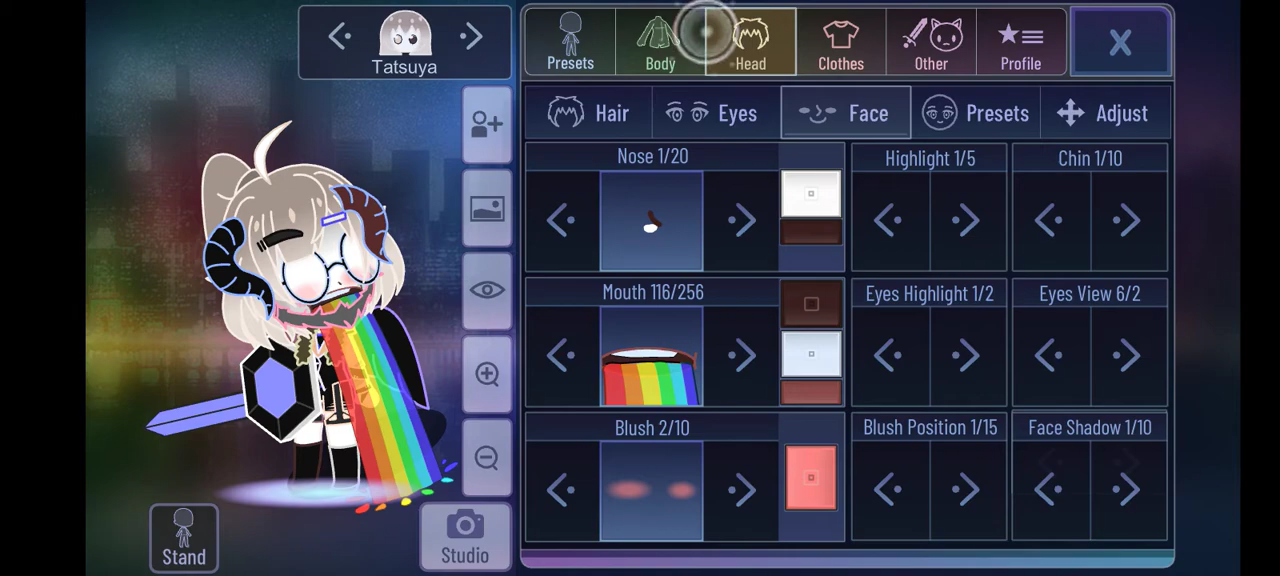 Tatsuya
Presets
Body
Head
Clothes
Other
Profile
X
Hair
Eyes
Face
Presets
Adjust
Nose 1/20
Highlight 1/5
Chin 1/10
Mouth 116/256
Eyes Highlight 1/2
Eyes View 6/2
Blush 2/10
Blush Position 1/15
Face Shadow 1/10
Stand
Studio